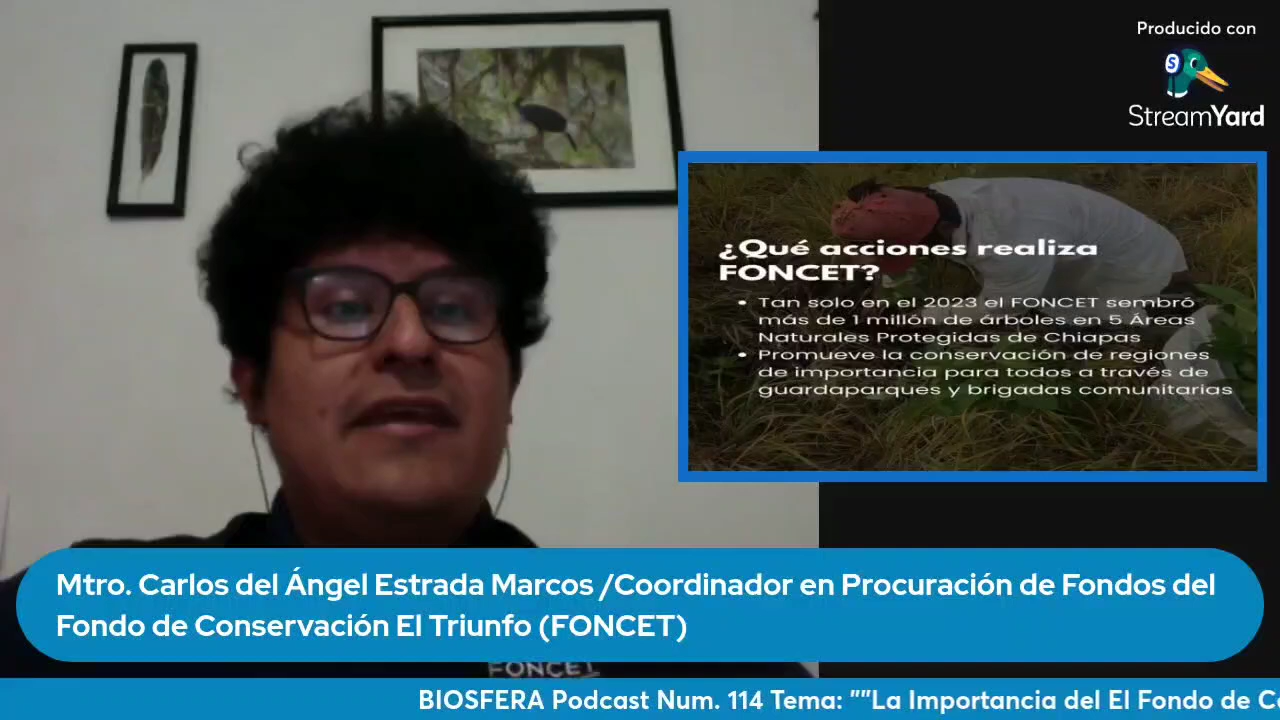 Producido con
S
StreamYard
¿Qué acciones realiza
FONCET?
• Tan solo en el 2023 el FONCET sembró
más de 1 millón de árboles en 5 Áreas
Naturales Protegidas de Chiapas
• Promueve la conservación de regiones
de importancia para todos a través de
guardaparques y brigadas comunitarias
Mtro. Carlos del Ángel Estrada Marcos /Coordinador en Procuración de Fondos del
Fondo de Conservación El Triunfo (FONCET)
FONCET
BIOSFERA Podcast Num. 114 Tema: ""La Importancia del El Fondo de